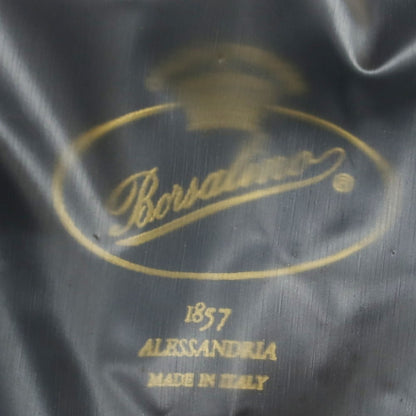 Borsalino®
1857
ALESSANDRIA
MADE IN ITALY